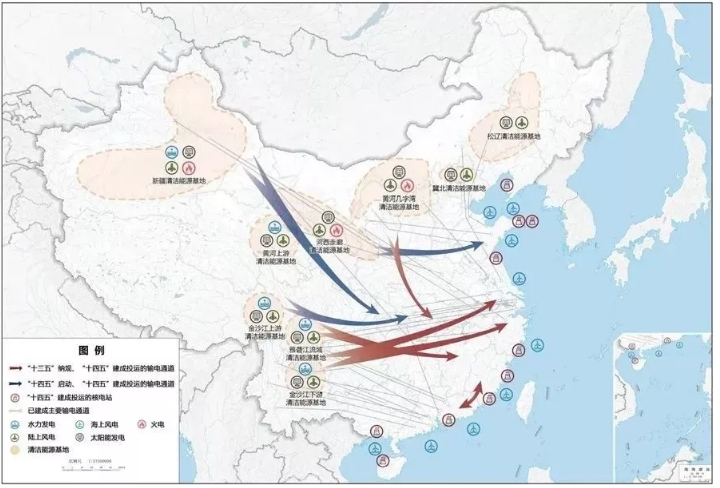 松辽清洁能源基地
新疆清洁能源基地
冀北清洁能源基地
黄河几字湾
清洁能源基地
河西走廊
清洁能源基地
黄河上游
清洁能源基地
金沙江上游
清洁能源基地
雅砻江流域
清洁能源基地
金沙江下游
清洁能源基地
图 例
“十三五”纳规，“十四五”建成投运的输电通道
“十四五”启动、“十四五”建成投运的输电通道
“十四五”建成投运的核电站
已建成主要输电通道
水力发电 海上风电 火电
陆上风电 太阳能发电
清洁能源基地
比例尺